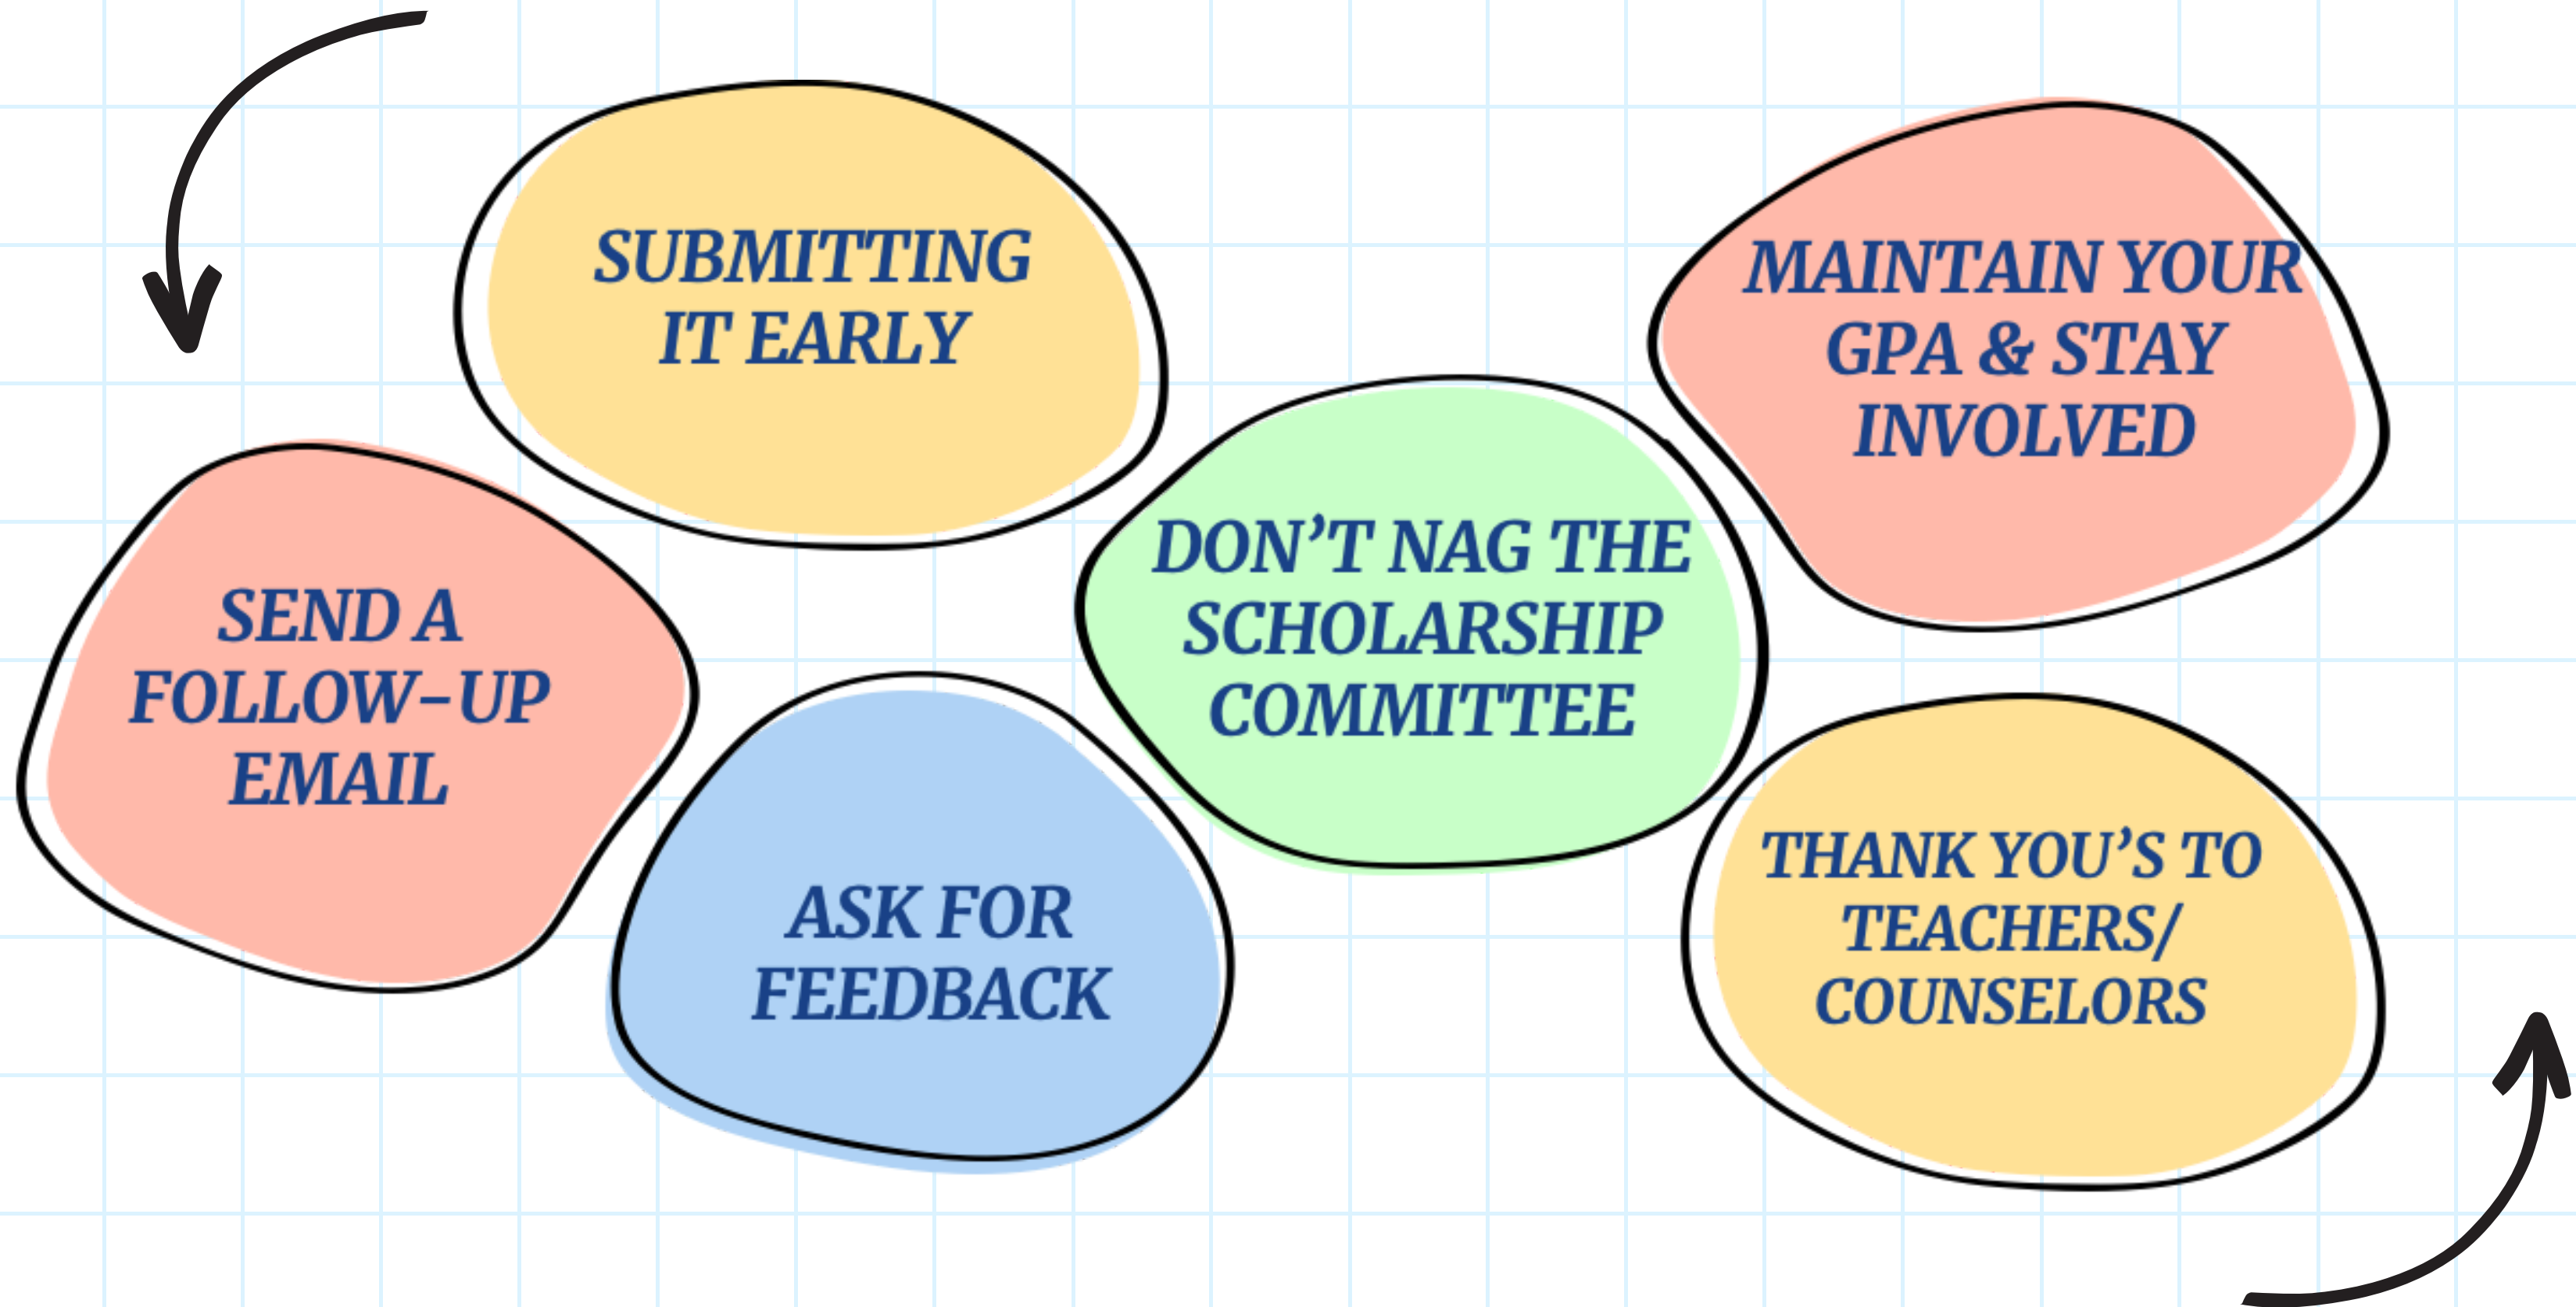 SUBMITTING
IT EARLY
MAINTAIN YOUR
GPA & STAY
INVOLVED
DON’T NAG THE
SCHOLARSHIP
COMMITTEE
SEND A
FOLLOW-UP
EMAIL
ASK FOR
FEEDBACK
THANK YOU’S TO
TEACHERS/
COUNSELORS